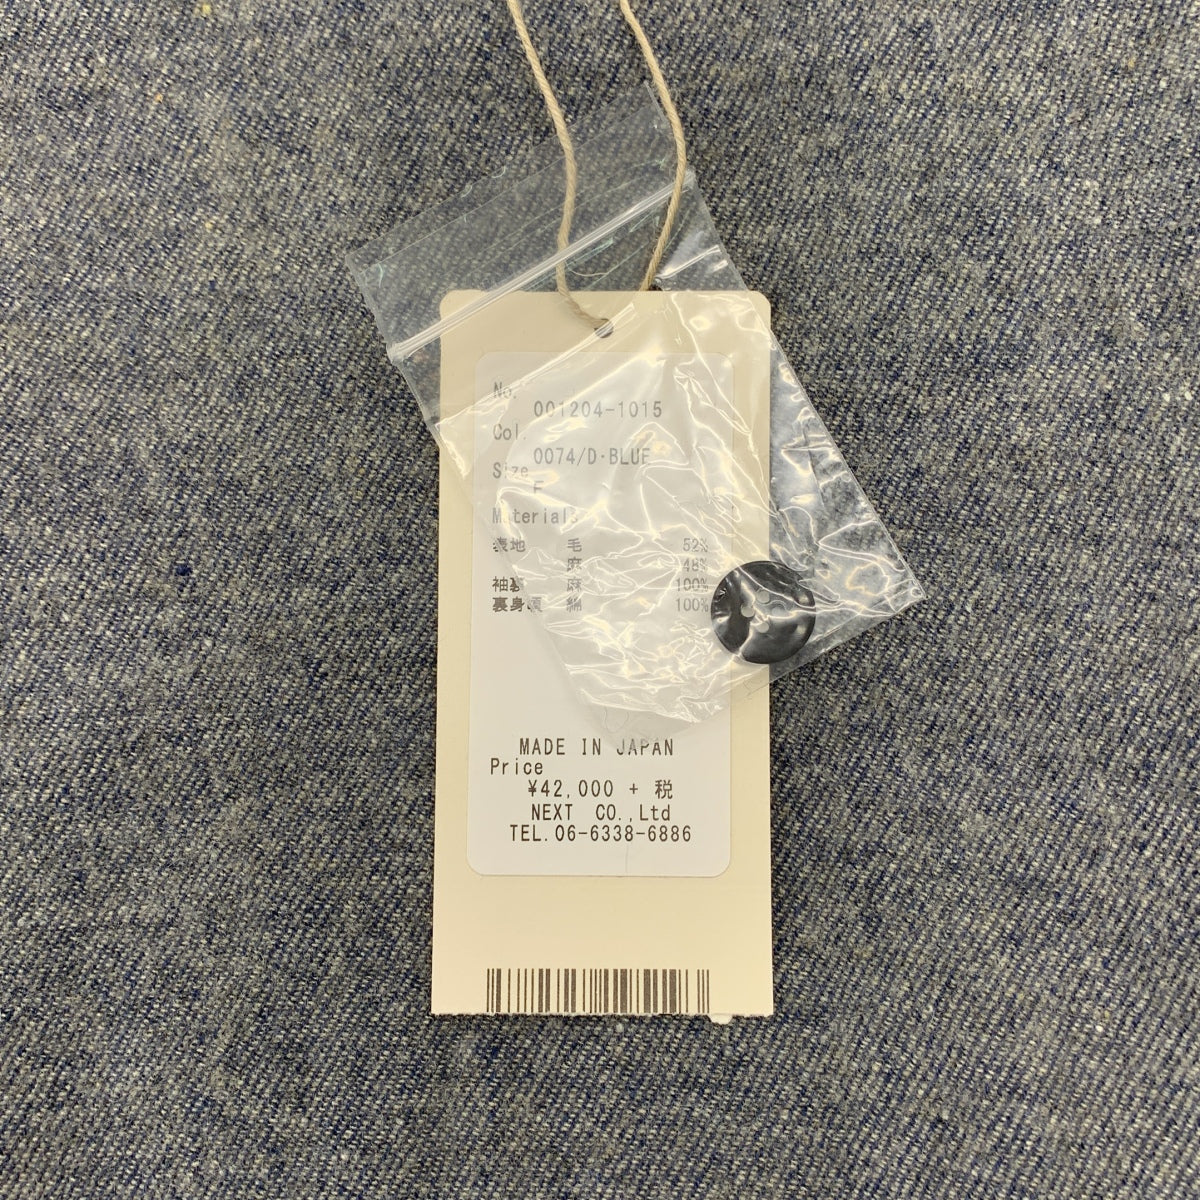 No.
001204-1015
Col.
0074/D·BLUE
Size
F
Materials
表地 毛 52%
麻 48%
袖裏 麻 100%
裏身頃 綿 100%
MADE IN JAPAN
Price
¥42,000 + 税
NEXT CO.,Ltd
TEL.06-6338-6886